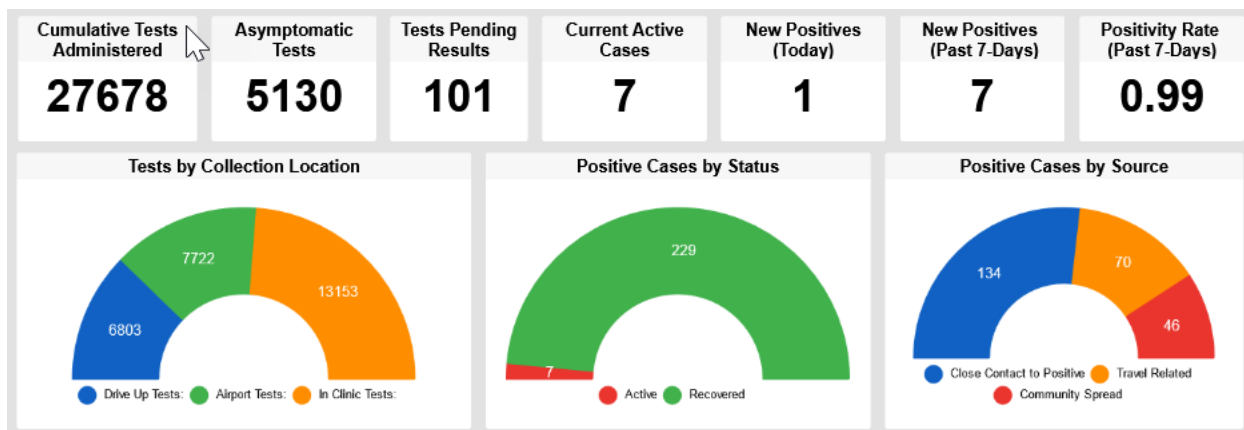 Cumulative Tests
Administered
27678
Asymptomatic
Tests
5130
Tests Pending
Results
101
Current Active
Cases
7
New Positives
(Today)
1
New Positives
(Past 7-Days)
7
Positivity Rate
(Past 7-Days)
0.99
Tests by Collection Location
6803
7722
13153
Drive Up Tests: Airport Tests: In Clinic Tests:
Positive Cases by Status
229
7
Active Recovered
Positive Cases by Source
134
70
46
Close Contact to Positive Travel Related
Community Spread